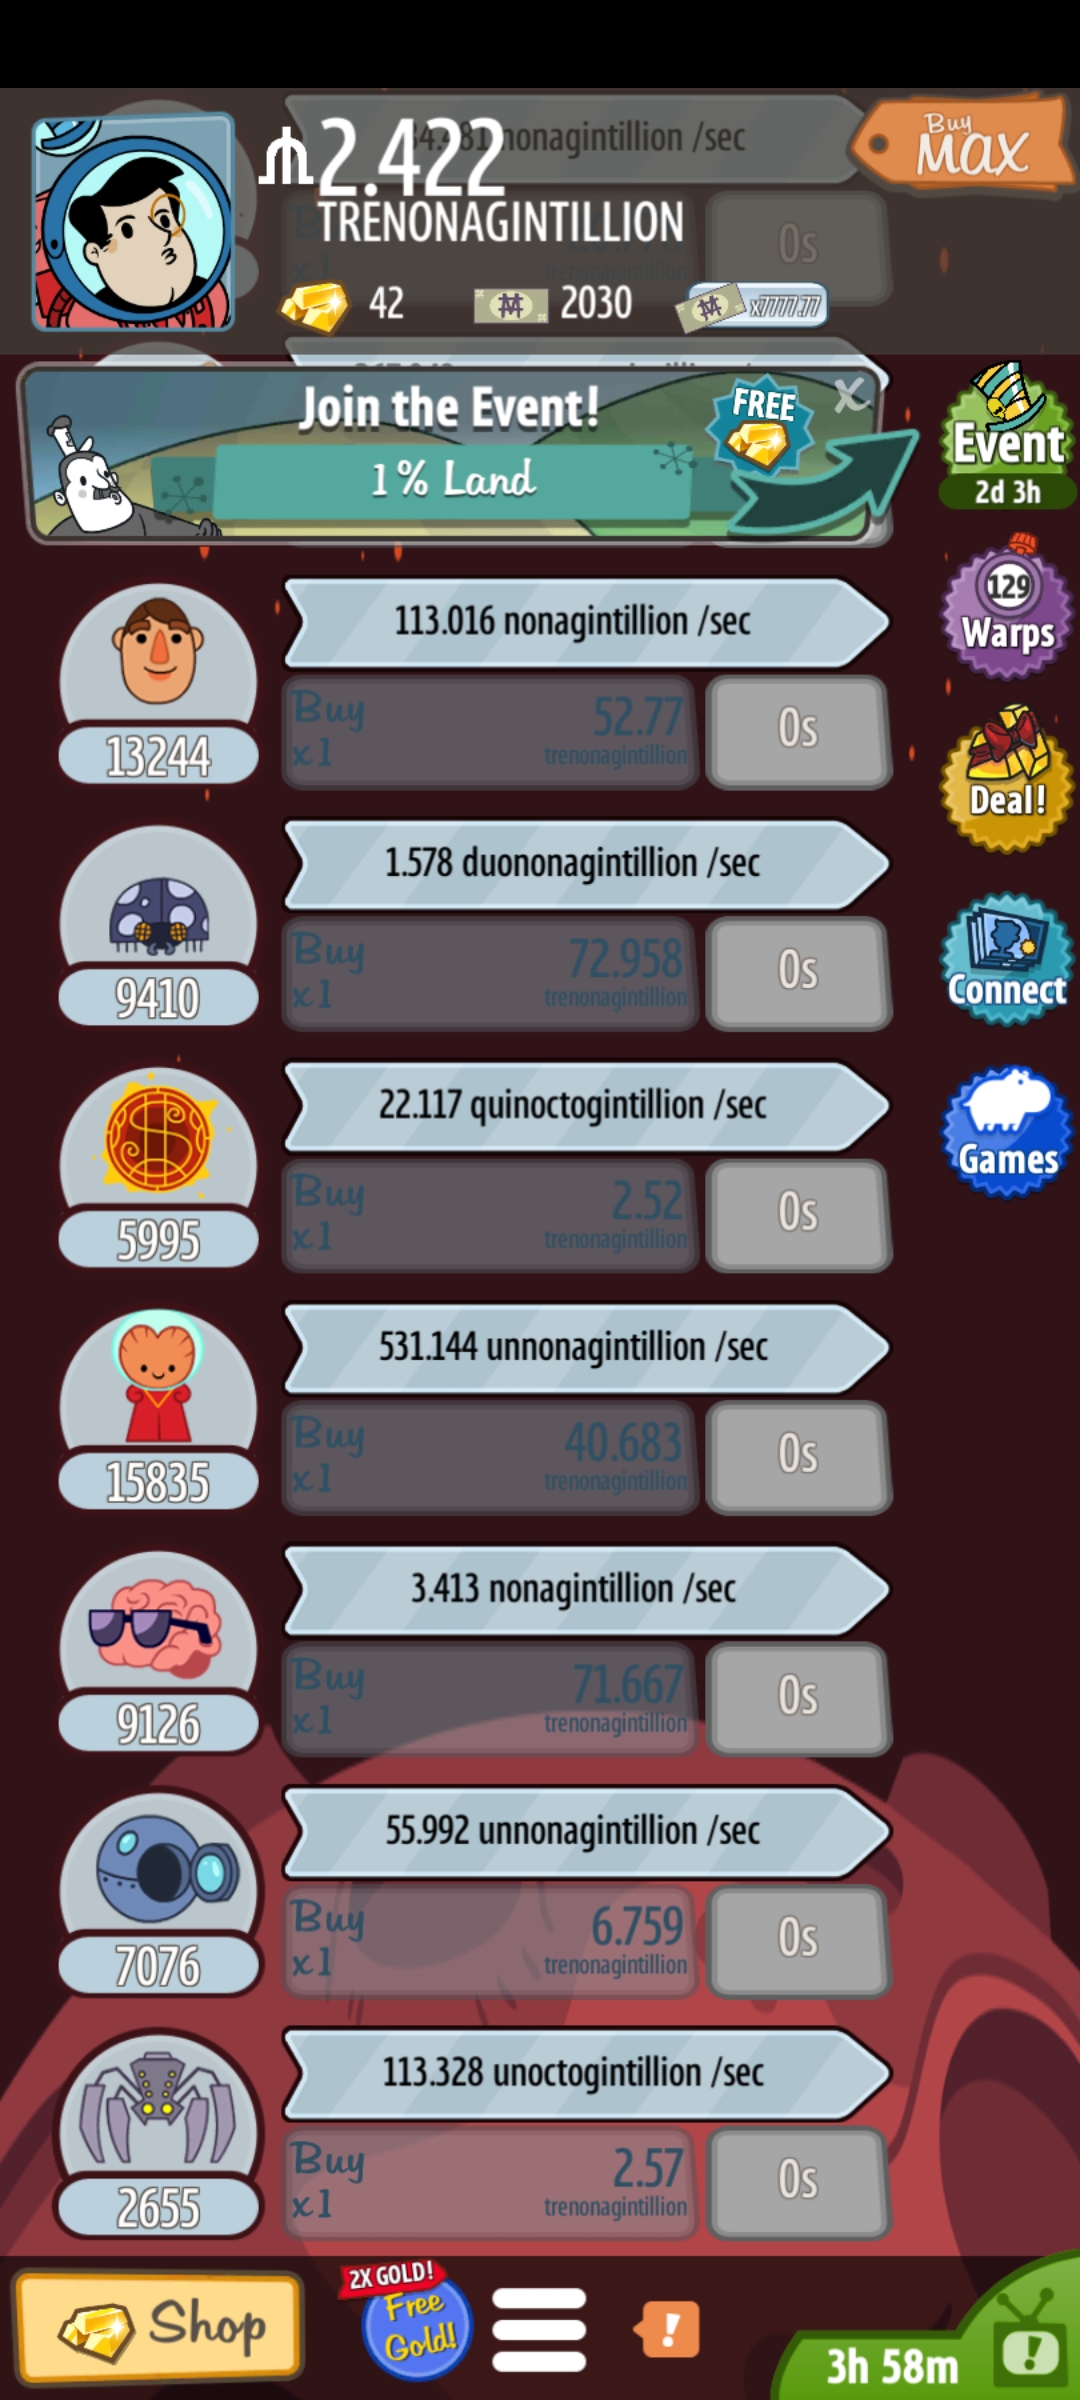 34.481 nonagintillion /sec
2.422
TRENONAGINTILLION
Buy
MAX
x1
trenonagintillion
0s
42
2030
x7777.77
Join the Event!
1% Land
FREE
X
Event
2d 3h
113.016 nonagintillion /sec
13244
Buy
x1
52.77
trenonagintillion
0s
129
Warps
1.578 duononagintillion /sec
9410
Buy
x1
72.958
trenonagintillion
0s
Deal!
Connect
22.117 quinoctogintillion /sec
5995
Buy
x1
2.52
trenonagintillion
0s
Games
531.144 unnonagintillion /sec
15835
Buy
x1
40.683
trenonagintillion
0s
3.413 nonagintillion /sec
9126
Buy
x1
71.667
trenonagintillion
0s
55.992 unnonagintillion /sec
7076
Buy
x1
6.759
trenonagintillion
0s
113.328 unoctogintillion /sec
2655
Buy
x1
2.57
trenonagintillion
0s
Shop
2X GOLD!
Free
Gold!
!
3h 58m
!